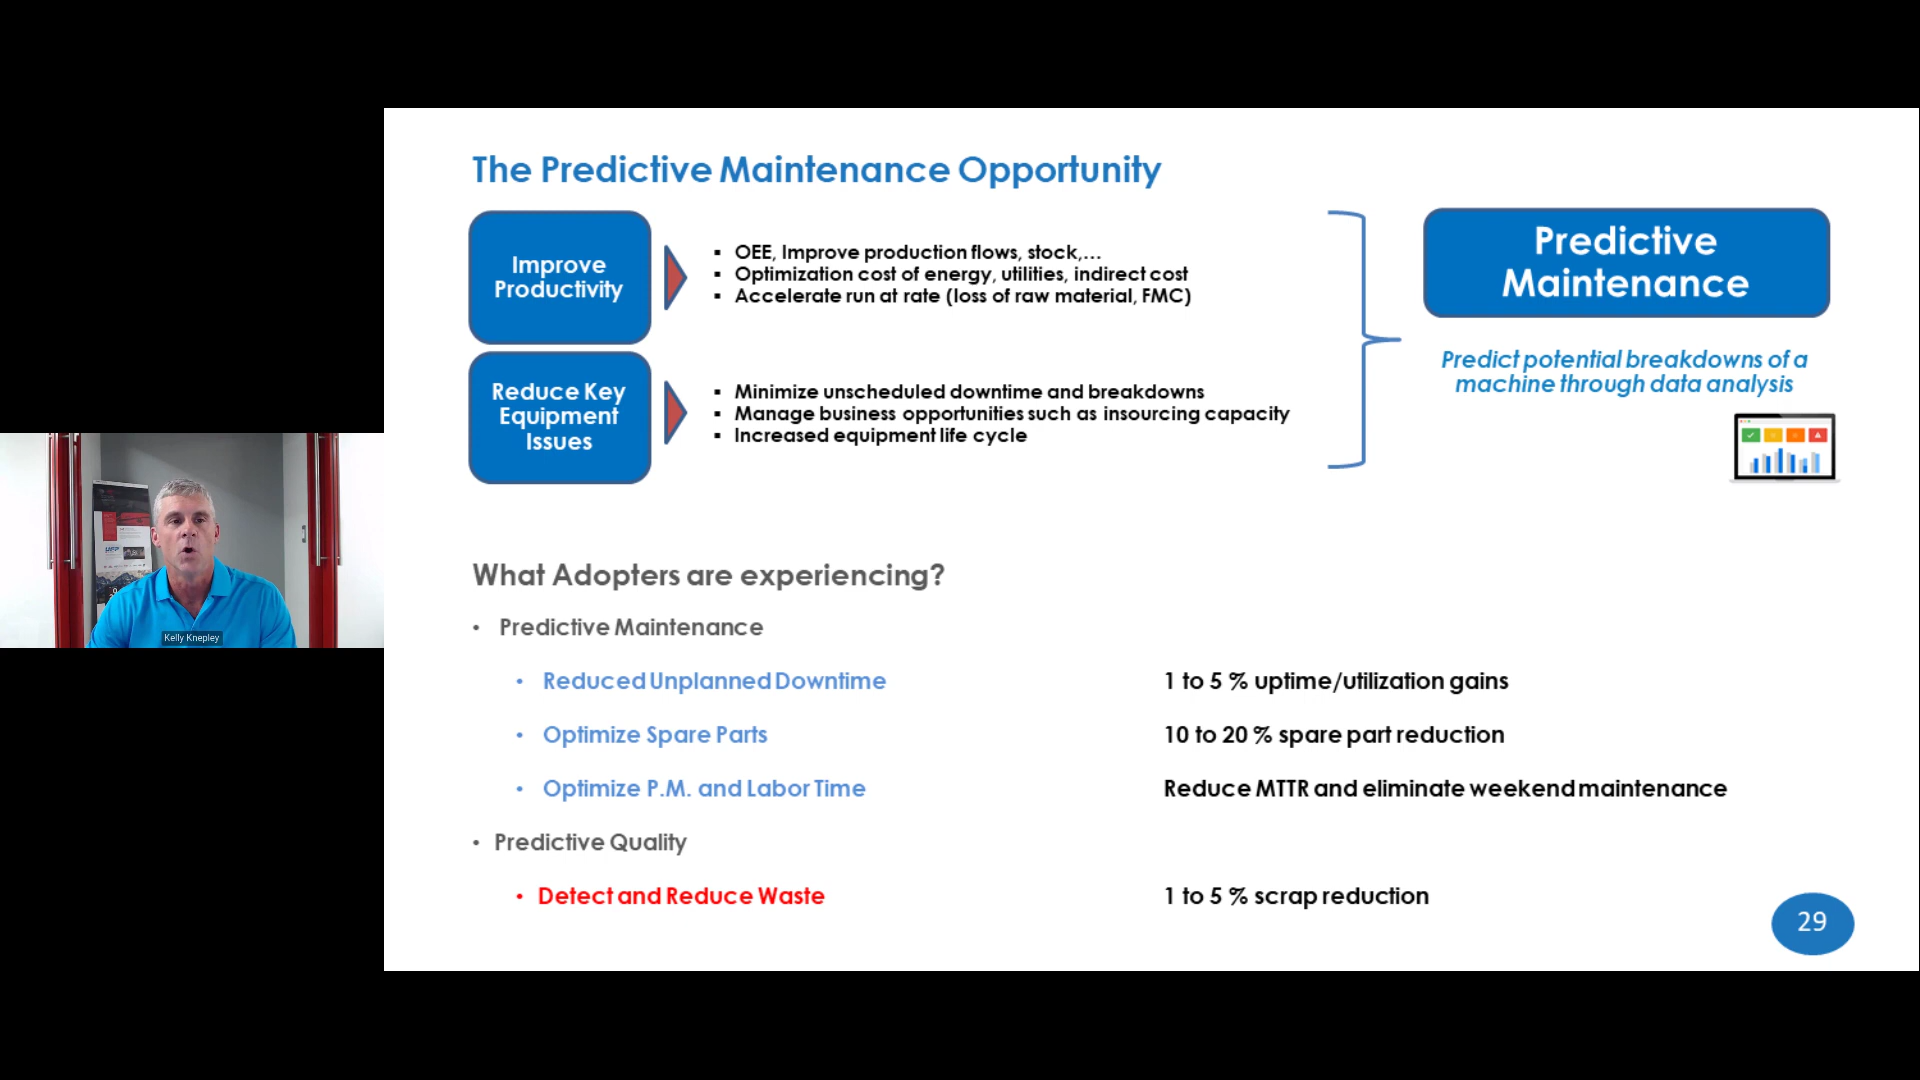 The Predictive Maintenance Opportunity
Improve
Productivity
▪ OEE, Improve production flows, stock,...
▪ Optimization cost of energy, utilities, indirect cost
▪ Accelerate run at rate (loss of raw material, FMC)
Reduce Key
Equipment
Issues
▪ Minimize unscheduled downtime and breakdowns
▪ Manage business opportunities such as insourcing capacity
▪ Increased equipment life cycle
Predictive
Maintenance
Predict potential breakdowns of a
machine through data analysis
Kelly Knepley
What Adopters are experiencing?
• Predictive Maintenance
• Reduced Unplanned Downtime 1 to 5 % uptime/utilization gains
• Optimize Spare Parts 10 to 20 % spare part reduction
• Optimize P.M. and Labor Time Reduce MTTR and eliminate weekend maintenance
• Predictive Quality
• Detect and Reduce Waste 1 to 5 % scrap reduction
29